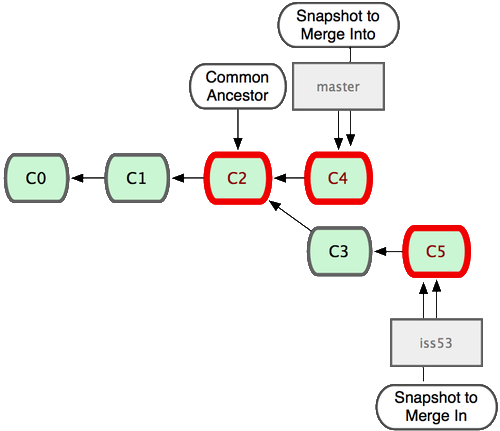 Snapshot to
Merge Into
master
Common
Ancestor
C0
C1
C2
C4
C3
C5
iss53
Snapshot to
Merge In